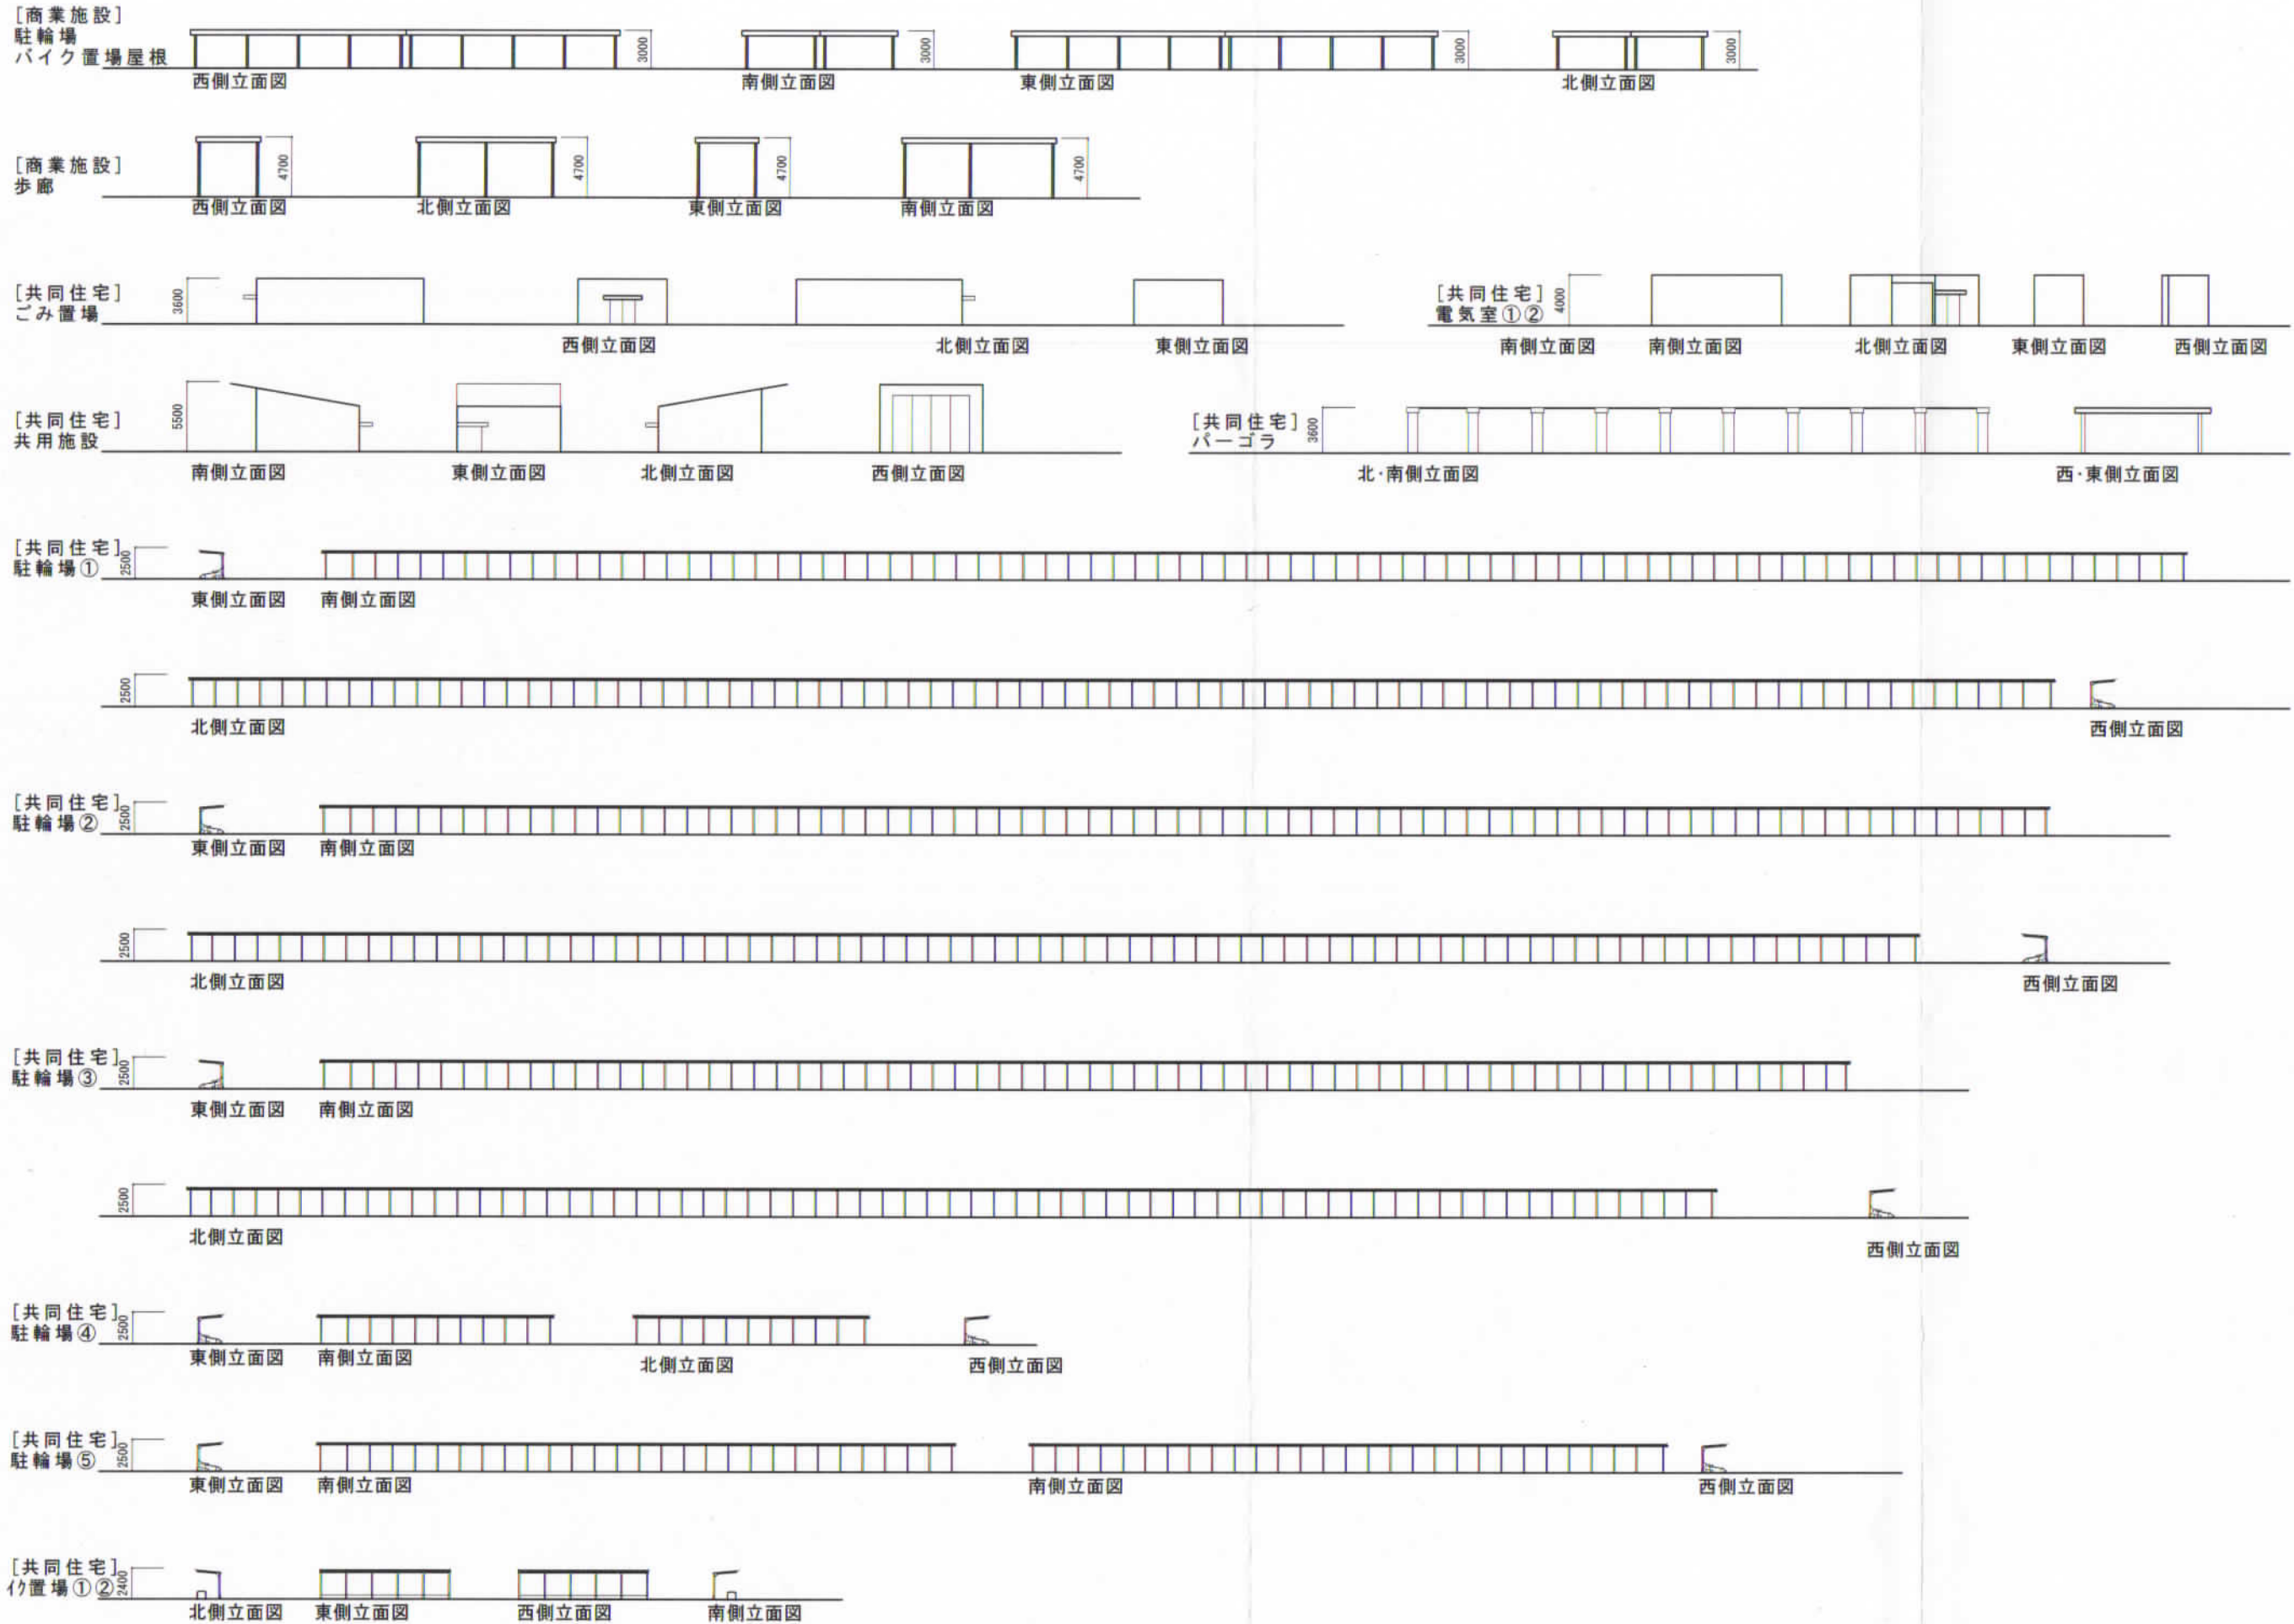 [商業施設]
駐輪場
バイク置場屋根
3000
3000
3000
3000
西側立面図
南側立面図
東側立面図
北側立面図
[商業施設]
歩廊
4700
4700
4700
4700
西側立面図
北側立面図
東側立面図
南側立面図
[共同住宅]
ごみ置場
3600
西側立面図
北側立面図
東側立面図
[共同住宅]
電気室①②
4000
南側立面図
南側立面図
北側立面図
東側立面図
西側立面図
[共同住宅]
共用施設
5500
南側立面図
東側立面図
北側立面図
西側立面図
[共同住宅]
パーゴラ
3600
北・南側立面図
西・東側立面図
[共同住宅]
駐輪場①
2500
東側立面図
南側立面図
2500
北側立面図
西側立面図
[共同住宅]
駐輪場②
2500
東側立面図
南側立面図
2500
北側立面図
西側立面図
[共同住宅]
駐輪場③
2500
東側立面図
南側立面図
2500
北側立面図
西側立面図
[共同住宅]
駐輪場④
2500
東側立面図
南側立面図
北側立面図
西側立面図
[共同住宅]
駐輪場⑤
2500
東側立面図
南側立面図
南側立面図
西側立面図
[共同住宅]
ｲｸ置場①②
2400
北側立面図
東側立面図
西側立面図
南側立面図